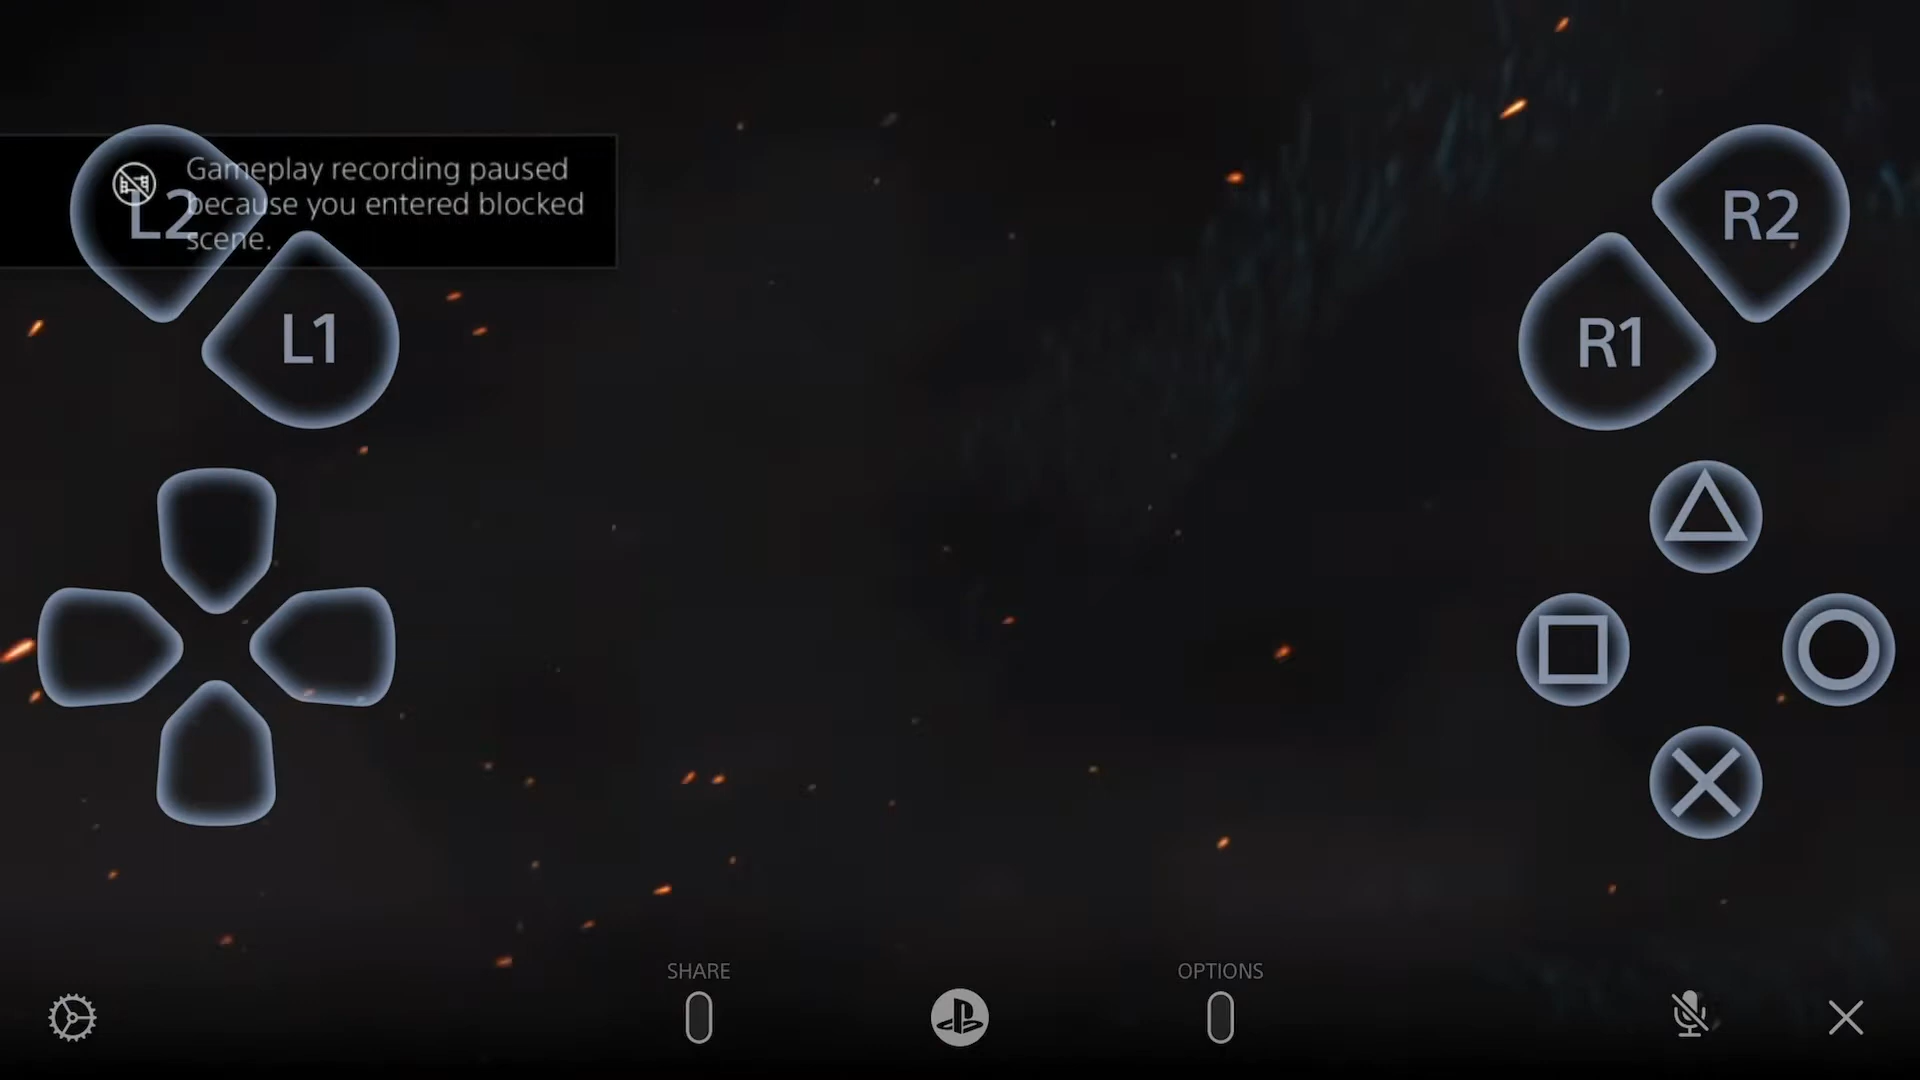 Gameplay recording paused
because you entered blocked
scene.
L2
R2
L1
R1
SHARE
OPTIONS